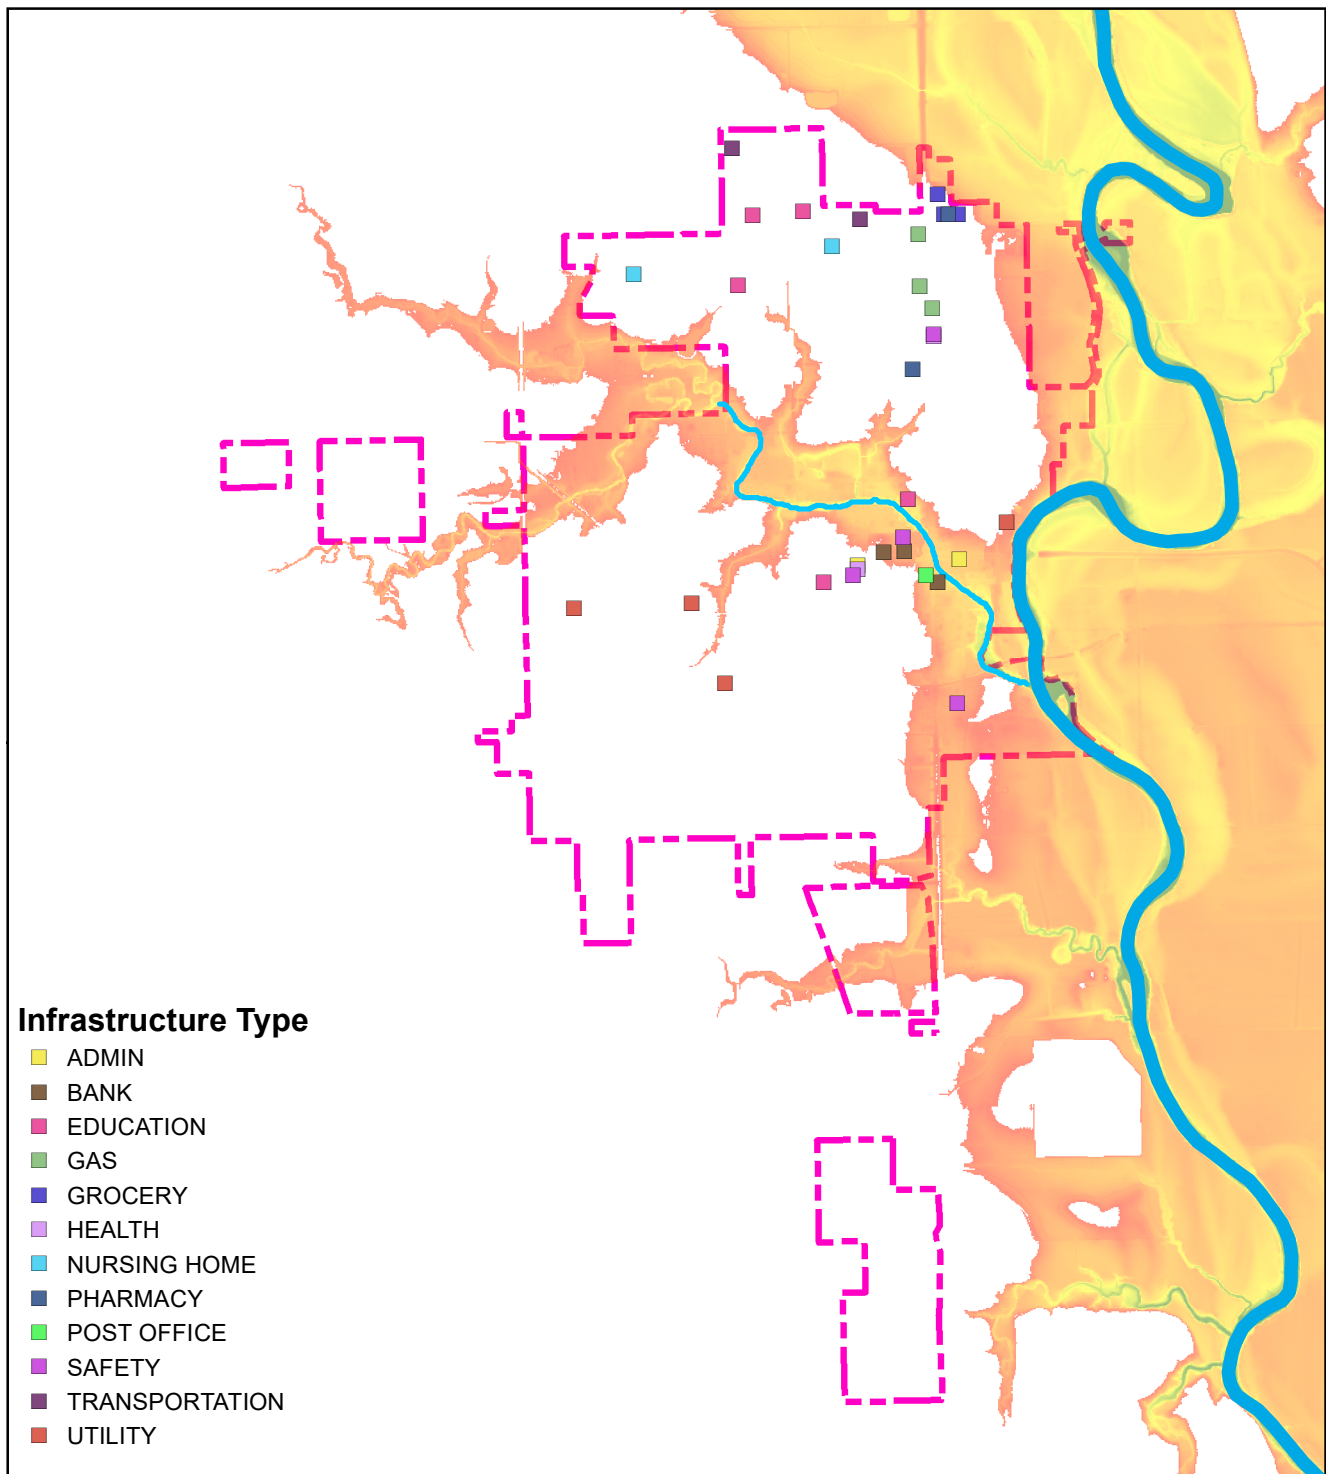 Infrastructure Type
ADMIN
BANK
EDUCATION
GAS
GROCERY
HEALTH
NURSING HOME
PHARMACY
POST OFFICE
SAFETY
TRANSPORTATION
UTILITY